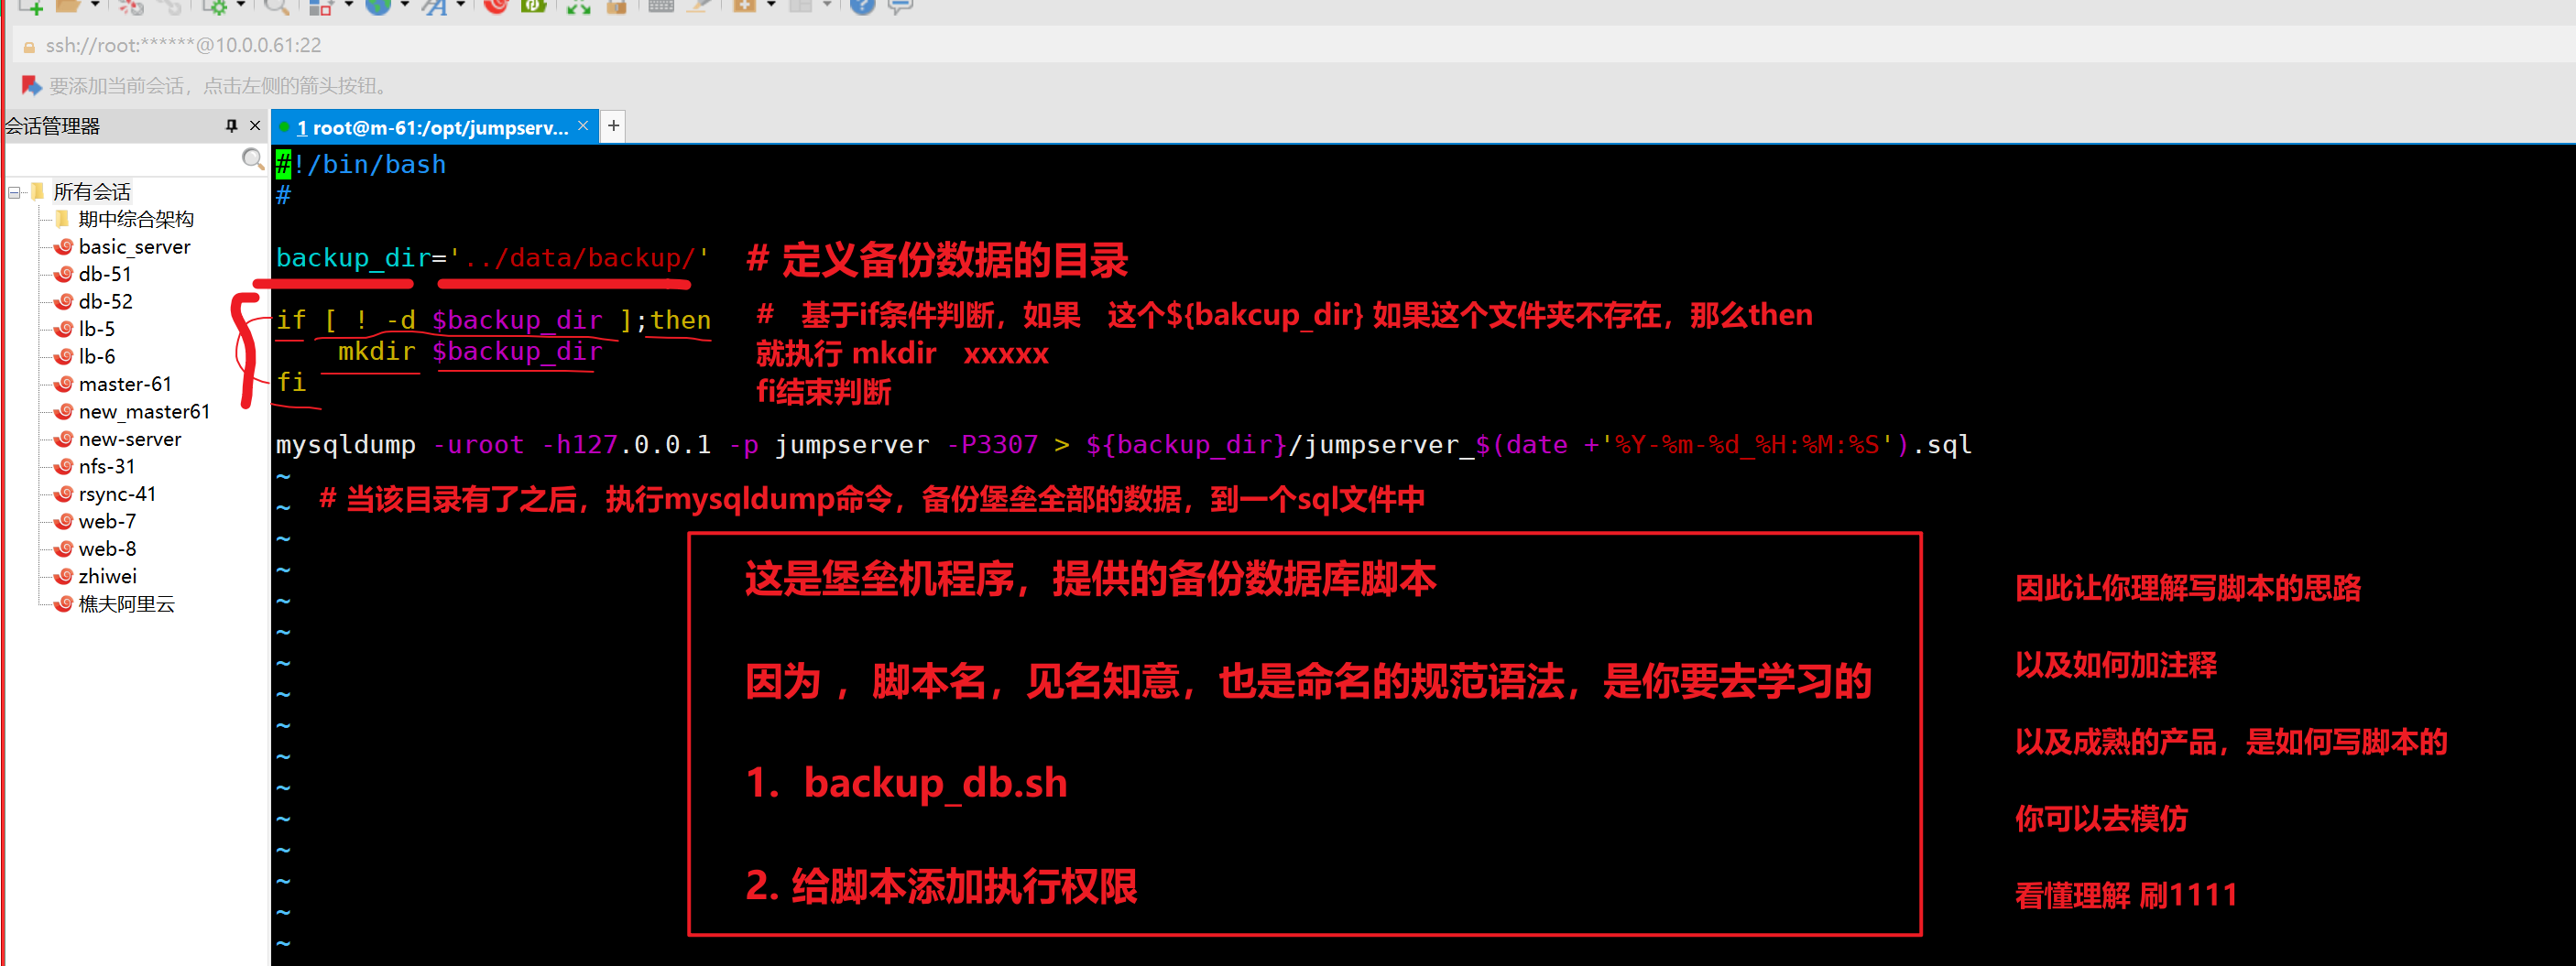 ssh://root:******@10.0.0.61:22
要添加当前会话，点击左侧的箭头按钮。
会话管理器
1 root@m-61:/opt/jumpserv...
所有会话
期中综合架构
basic_server
db-51
db-52
lb-5
lb-6
master-61
new_master61
new-server
nfs-31
rsync-41
web-7
web-8
zhiwei
樵夫阿里云
#!/bin/bash
#
backup_dir='../data/backup/' # 定义备份数据的目录
if [ ! -d $backup_dir ];then
mkdir $backup_dir
fi
# 基于if条件判断，如果 这个${bakcup_dir} 如果这个文件夹不存在，那么then
就执行 mkdir xxxxx
fi结束判断
mysqldump -uroot -h127.0.0.1 -p jumpserver -P3307 > ${backup_dir}/jumpserver_$(date +'%Y-%m-%d_%H:%M:%S').sql
~
~ # 当该目录有了之后，执行mysqldump命令，备份堡垒全部的数据，到一个sql文件中
~
~
~
~
~
~
~
~
~
~
~
~
~
~
这是堡垒机程序，提供的备份数据库脚本
因为 ，脚本名，见名知意，也是命名的规范语法，是你要去学习的
1. backup_db.sh
2. 给脚本添加执行权限
因此让你理解写脚本的思路
以及如何加注释
以及成熟的产品，是如何写脚本的
你可以去模仿
看懂理解 刷1111